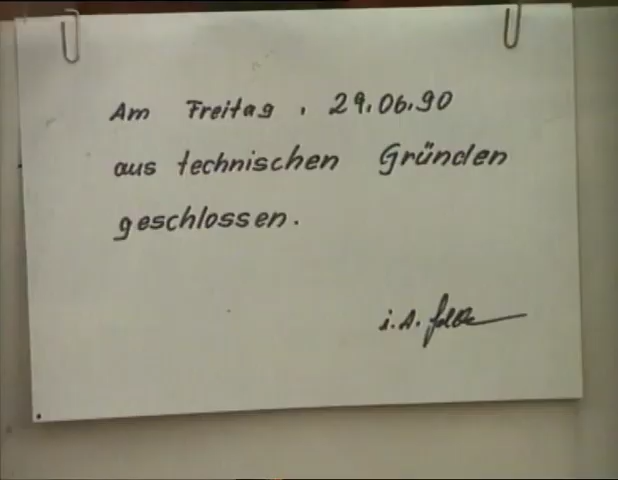 Am Freitag, 29.06.90
aus technischen Gründen
geschlossen.
i.A.